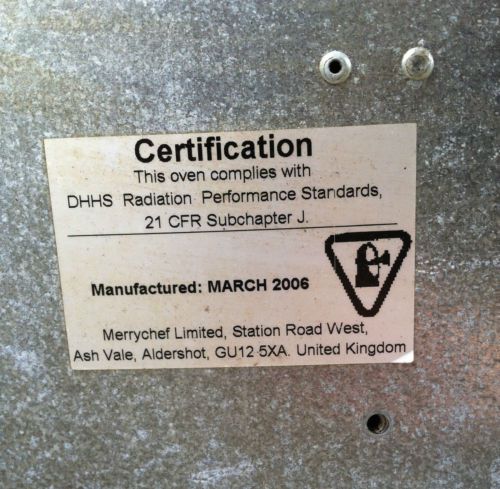 Certification
This oven complies with
DHHS Radiation Performance Standards,
21 CFR Subchapter J.
Manufactured: MARCH 2006
Merrychef Limited, Station Road West,
Ash Vale, Aldershot, GU12 5XA. United Kingdom